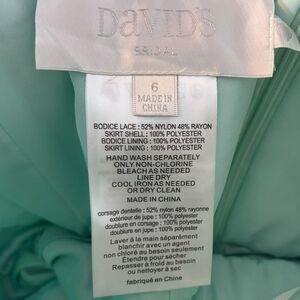 DAVID'S
BRIDAL
6
MADE IN
CHINA
BODICE LACE : 52% NYLON 48% RAYON
SKIRT SHELL : 100% POLYESTER
BODICE LINING : 100% POLYESTER
SKIRT LINING : 100% POLYESTER
HAND WASH SEPARATELY
ONLY NON-CHLORINE
BLEACH AS NEEDED
LINE DRY
COOL IRON AS NEEDED
OR DRY CLEAN
MADE IN CHINA
corsage dentelle : 52% nylon 48% rayonne
extérieur de jupe : 100% polyester
doublure en corsage : 100% polyester
doublure de jupe : 100% polyester
Laver à la main séparément
blanchir avec un agent
non chloré au besoin seulement
Étendre pour sécher
Repasser à froid au besoin
ou nettoyer à sec
fabriqué en Chine